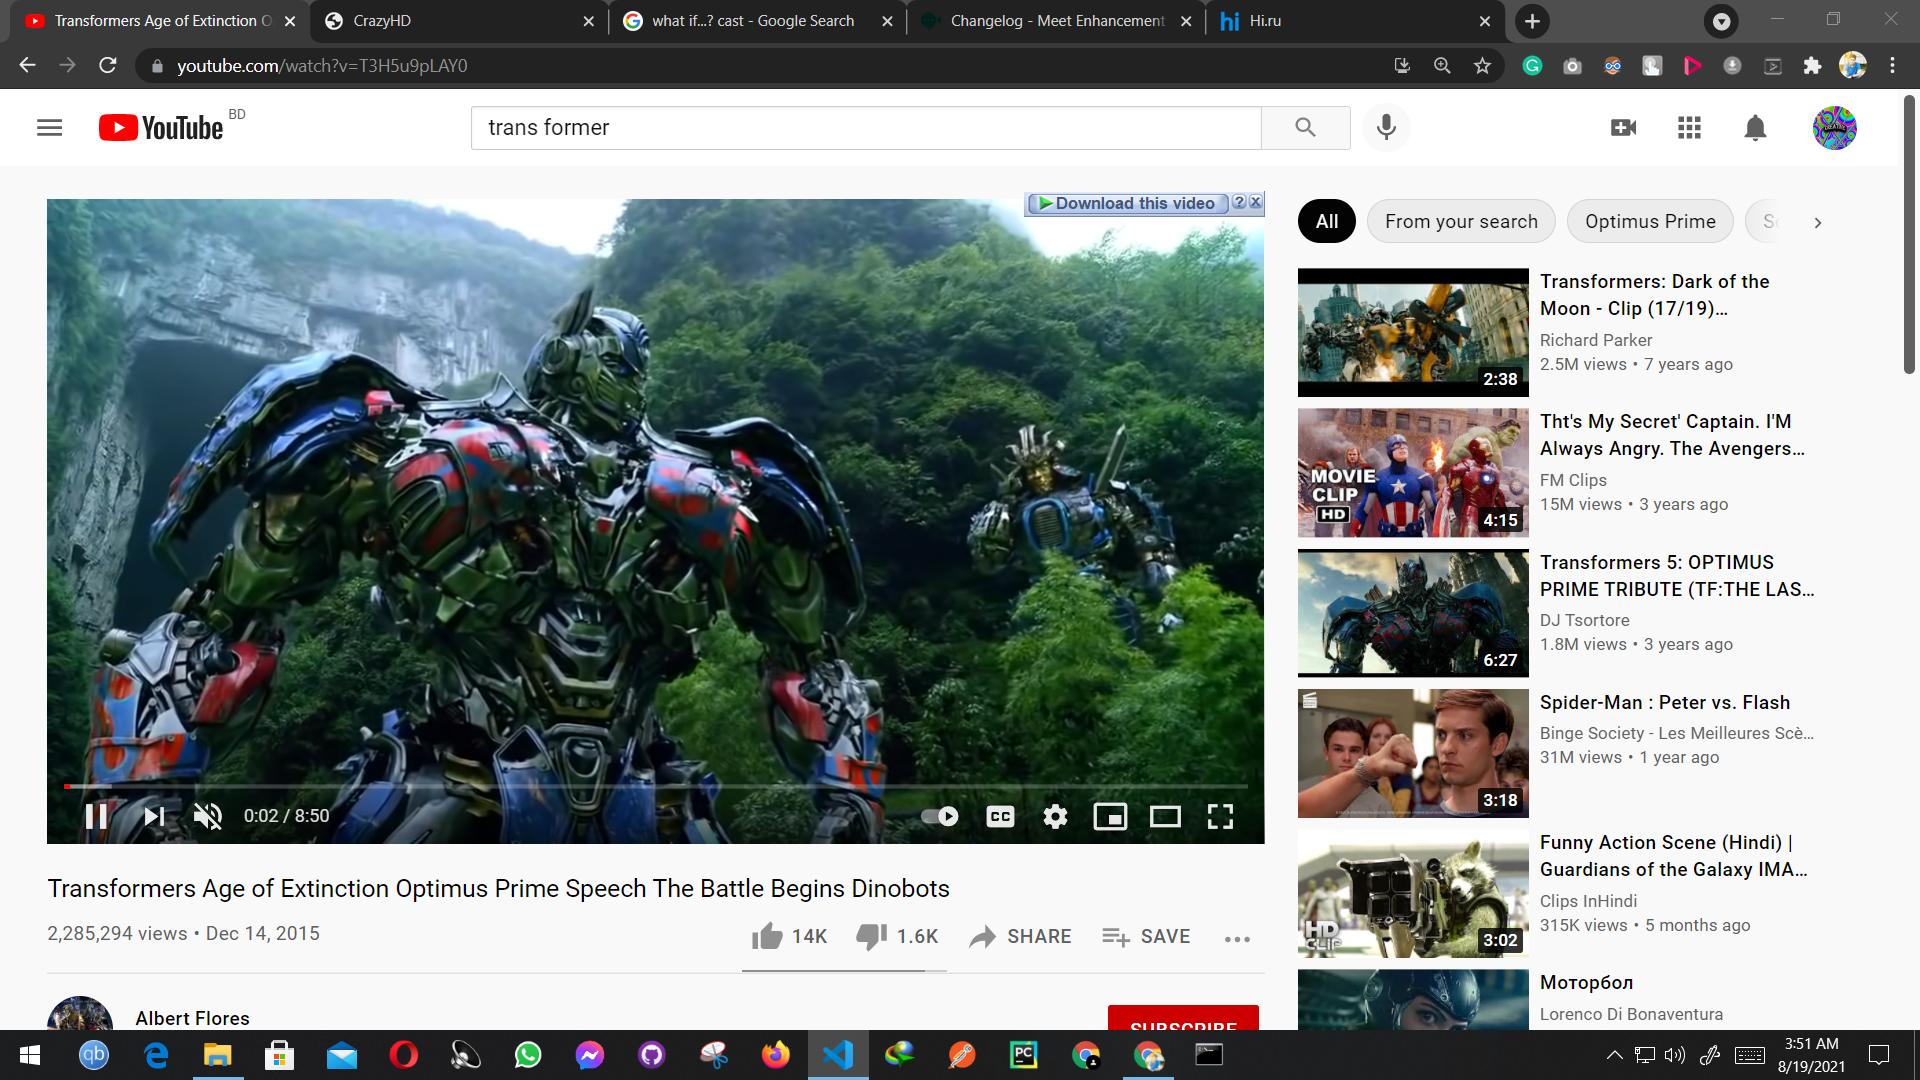 Transformers Age of Extinction O
CrazyHD
what if...? cast - Google Search
Changelog - Meet Enhancement
hi Hi.ru
youtube.com/watch?v=T3H5u9pLAY0
YouTube BD
trans former
Download this video ? X
All
From your search
Optimus Prime
Transformers: Dark of the
Moon - Clip (17/19)...
Richard Parker
2.5M views • 7 years ago
2:38
Tht's My Secret' Captain. I'M
Always Angry. The Avengers...
FM Clips
15M views • 3 years ago
MOVIE
CLIP
HD
4:15
Transformers 5: OPTIMUS
PRIME TRIBUTE (TF:THE LAS...
DJ Tsortore
1.8M views • 3 years ago
6:27
Spider-Man : Peter vs. Flash
Binge Society - Les Meilleures Scè...
31M views • 1 year ago
3:18
Funny Action Scene (Hindi) |
Guardians of the Galaxy IMA...
Clips InHindi
315K views • 5 months ago
HD
CLIP
3:02
Моторбол
Lorenco Di Bonaventura
0:02 / 8:50
CC
Transformers Age of Extinction Optimus Prime Speech The Battle Begins Dinobots
2,285,294 views • Dec 14, 2015
14K
1.6K
SHARE
SAVE
Albert Flores
SUBSCRIBE
qb
PC
3:51 AM
8/19/2021